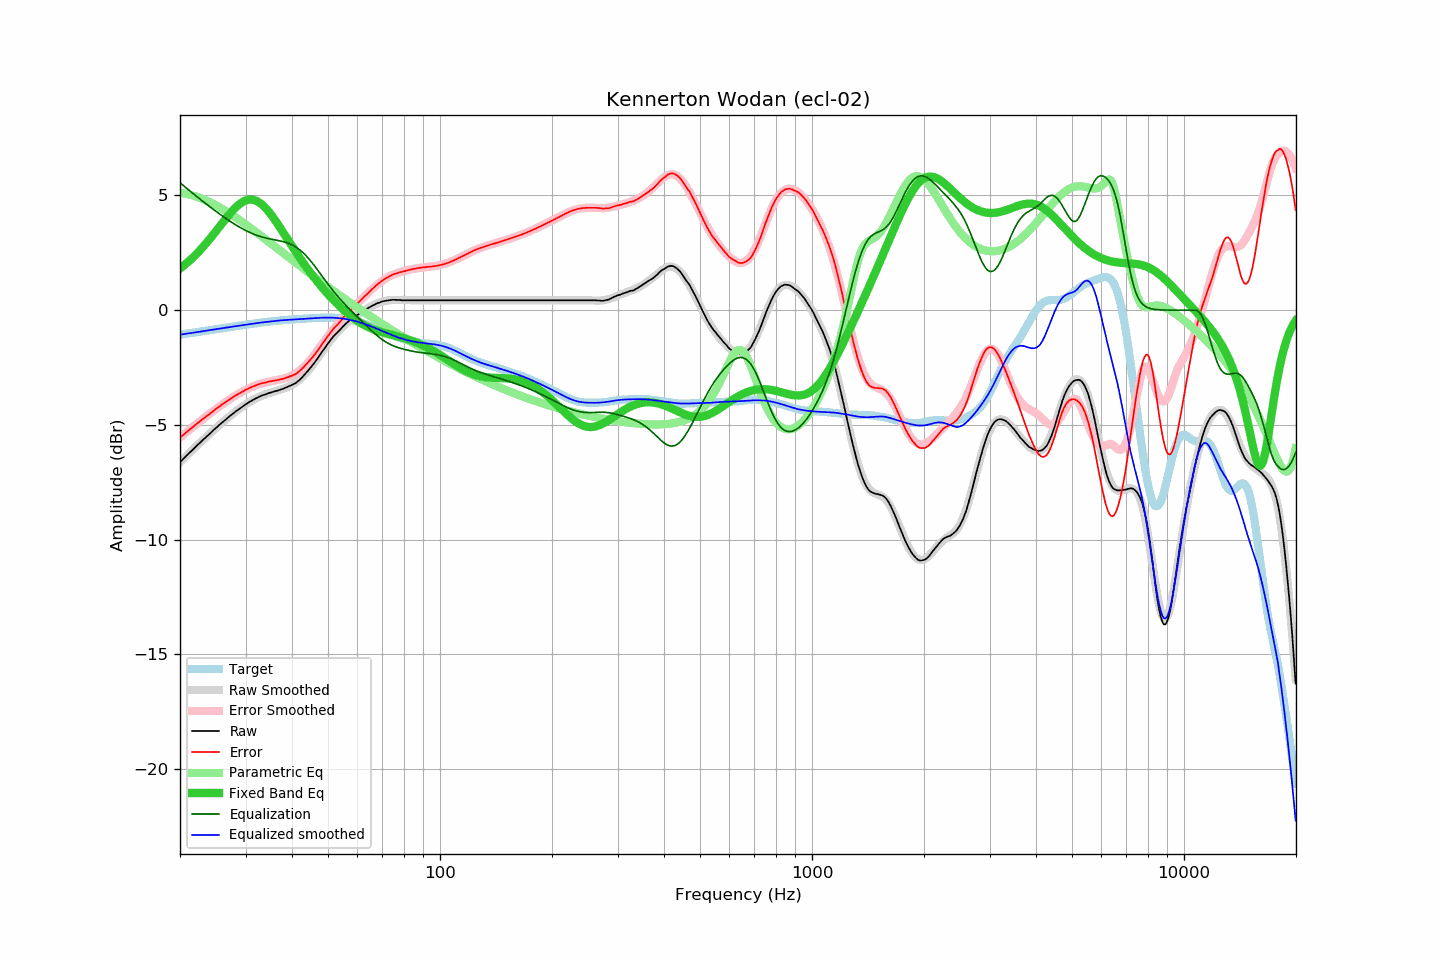 Kennerton Wodan (ecl-02)
Amplitude (dBr)
5
0
−5
−10
−15
−20
Target
Raw Smoothed
Error Smoothed
Raw
Error
Parametric Eq
Fixed Band Eq
Equalization
Equalized smoothed
100
1000
10000
Frequency (Hz)